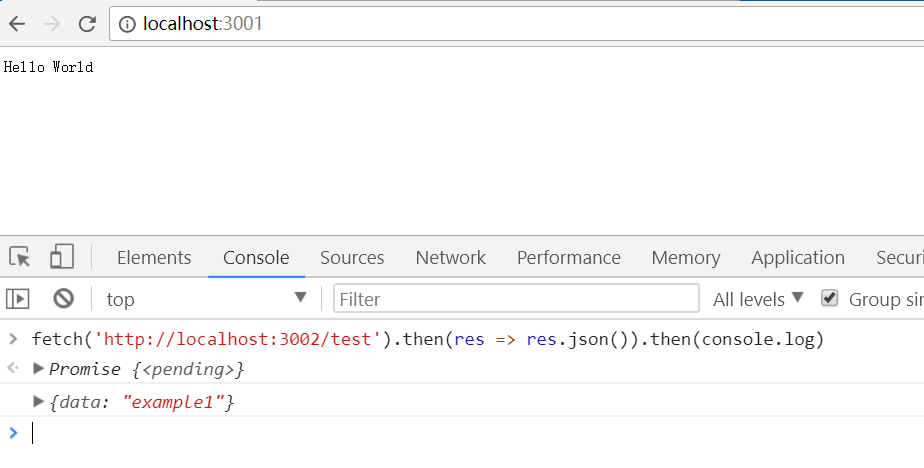 localhost:3001
Hello World
Elements Console Sources Network Performance Memory Application Securi
top Filter All levels Group sin
fetch('http://localhost:3002/test').then(res => res.json()).then(console.log)
Promise {<pending>}
{data: "example1"}